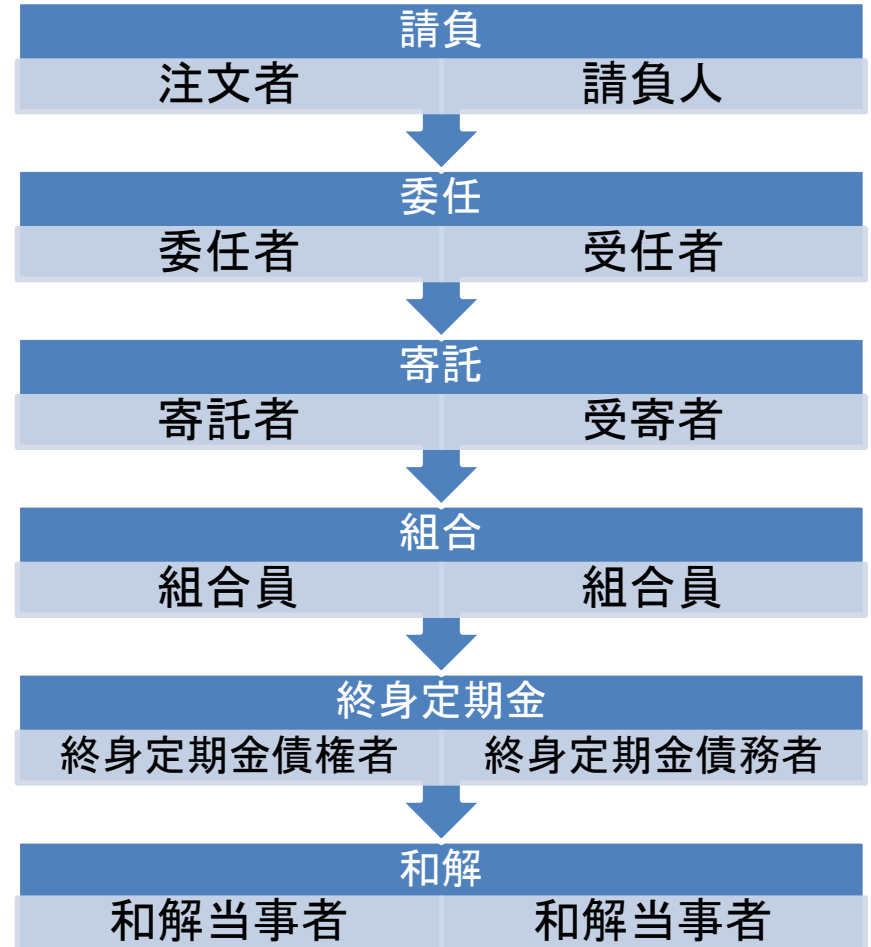 請負
注文者 請負人
委任
委任者 受任者
寄託
寄託者 受寄者
組合
組合員 組合員
終身定期金
終身定期金債権者 終身定期金債務者
和解
和解当事者 和解当事者